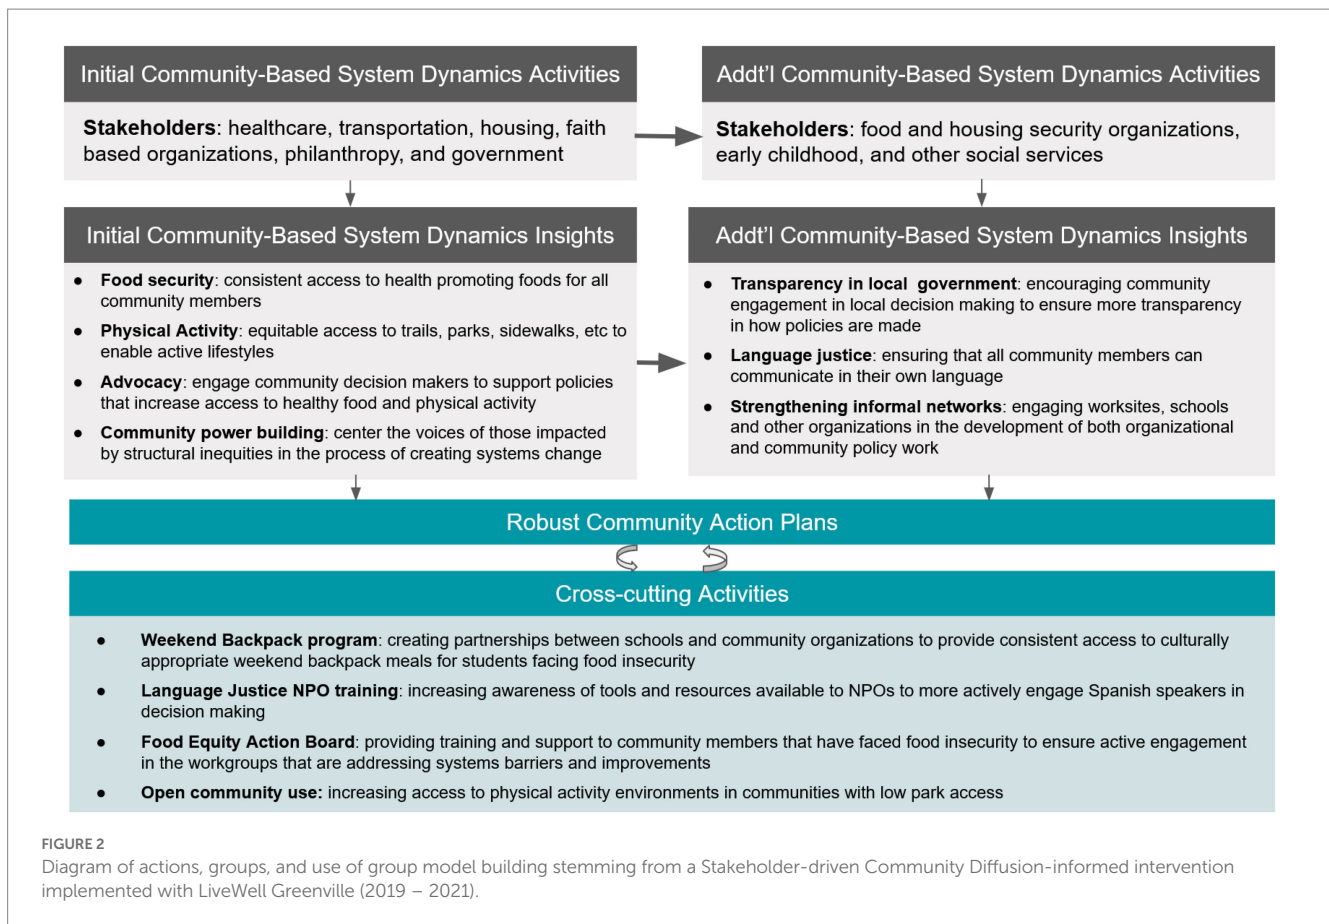 Initial Community-Based System Dynamics Activities
Stakeholders: healthcare, transportation, housing, faith
based organizations, philanthropy, and government
Addt'l Community-Based System Dynamics Activities
Stakeholders: food and housing security organizations,
early childhood, and other social services
Initial Community-Based System Dynamics Insights
● Food security: consistent access to health promoting foods for all
community members
● Physical Activity: equitable access to trails, parks, sidewalks, etc to
enable active lifestyles
● Advocacy: engage community decision makers to support policies
that increase access to healthy food and physical activity
● Community power building: center the voices of those impacted
by structural inequities in the process of creating systems change
Addt'l Community-Based System Dynamics Insights
● Transparency in local government: encouraging community
engagement in local decision making to ensure more transparency
in how policies are made
● Language justice: ensuring that all community members can
communicate in their own language
● Strengthening informal networks: engaging worksites, schools
and other organizations in the development of both organizational
and community policy work
Robust Community Action Plans
Cross-cutting Activities
● Weekend Backpack program: creating partnerships between schools and community organizations to provide consistent access to culturally
appropriate weekend backpack meals for students facing food insecurity
● Language Justice NPO training: increasing awareness of tools and resources available to NPOs to more actively engage Spanish speakers in
decision making
● Food Equity Action Board: providing training and support to community members that have faced food insecurity to ensure active engagement
in the workgroups that are addressing systems barriers and improvements
● Open community use: increasing access to physical activity environments in communities with low park access
FIGURE 2
Diagram of actions, groups, and use of group model building stemming from a Stakeholder-driven Community Diffusion-informed intervention
implemented with LiveWell Greenville (2019 – 2021).